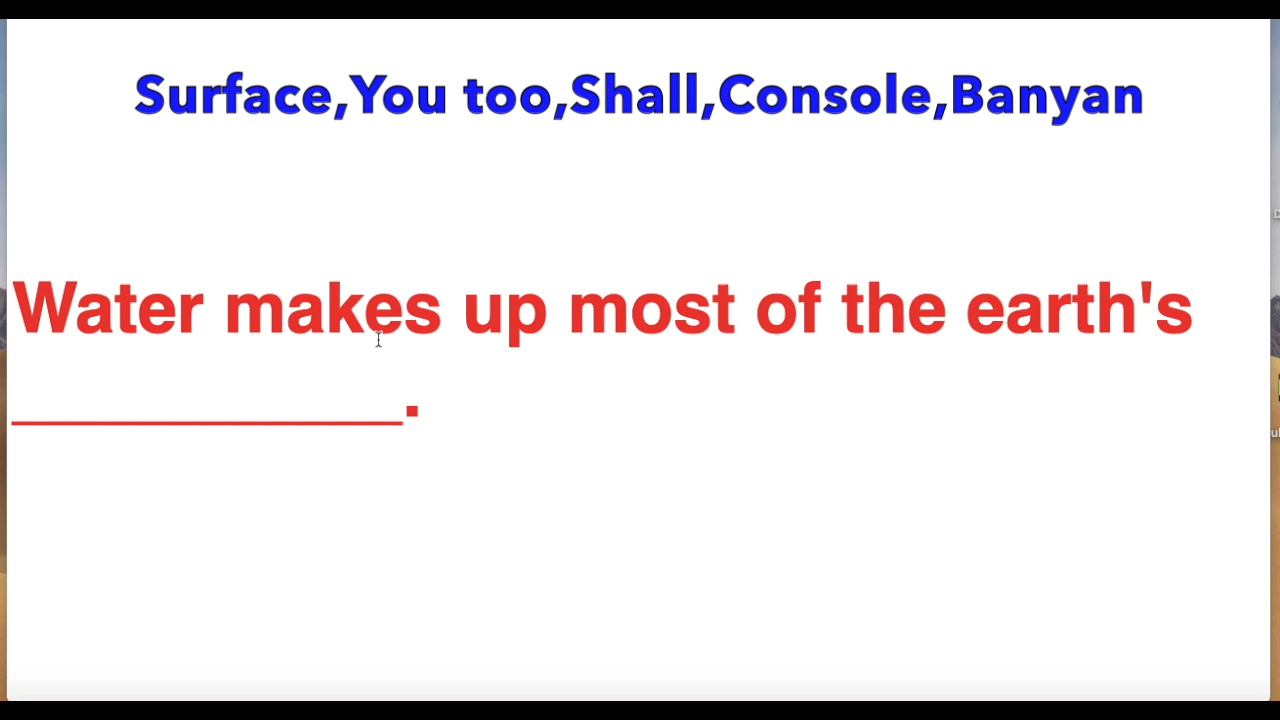 Surface,You too,Shall,Console,Banyan
Water makes up most of the earth's
____________.